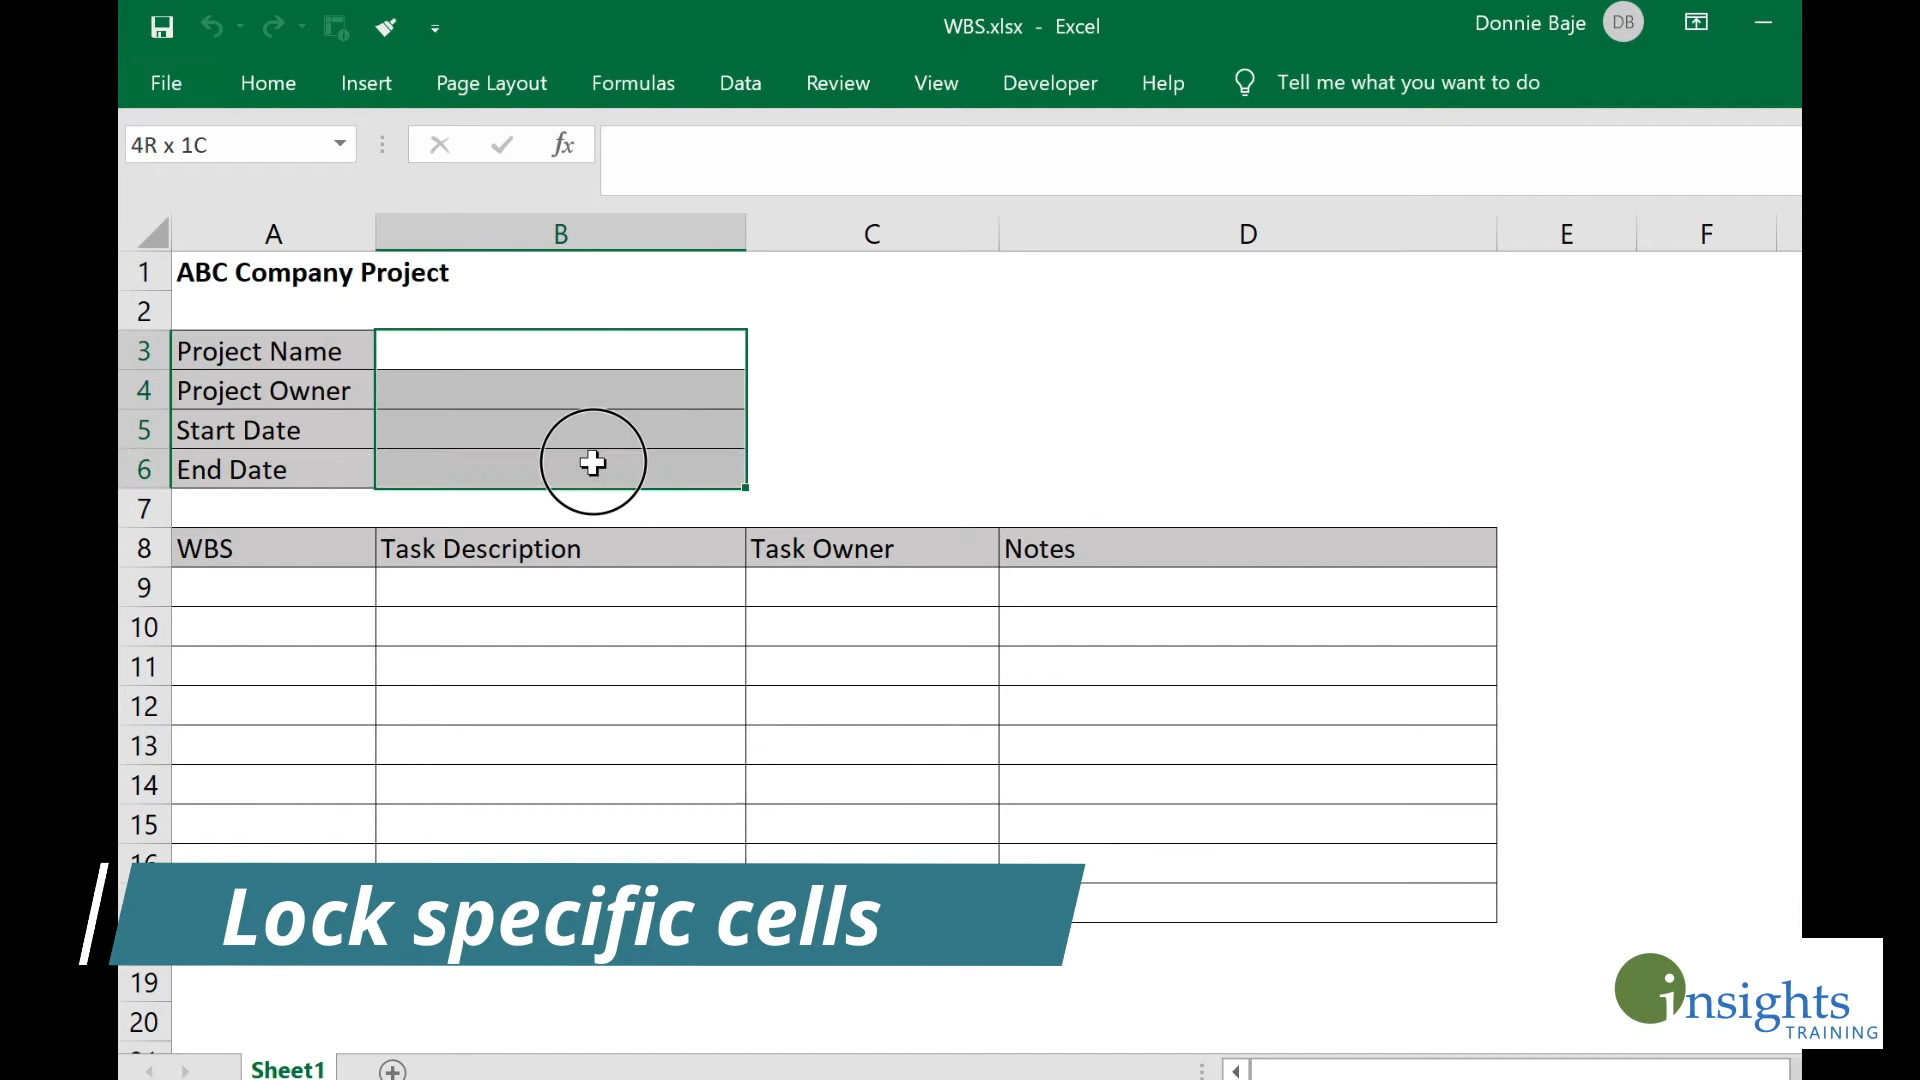 WBS.xlsx - Excel
Donnie Baje DB
File Home Insert Page Layout Formulas Data Review View Developer Help Tell me what you want to do
4R x 1C fx
A B C D E F
1 ABC Company Project
2
3 Project Name
4 Project Owner
5 Start Date
6 End Date
7
8 WBS Task Description Task Owner Notes
9
10
11
12
13
14
15
16
Lock specific cells
19
20
insights
TRAINING
Sheet1